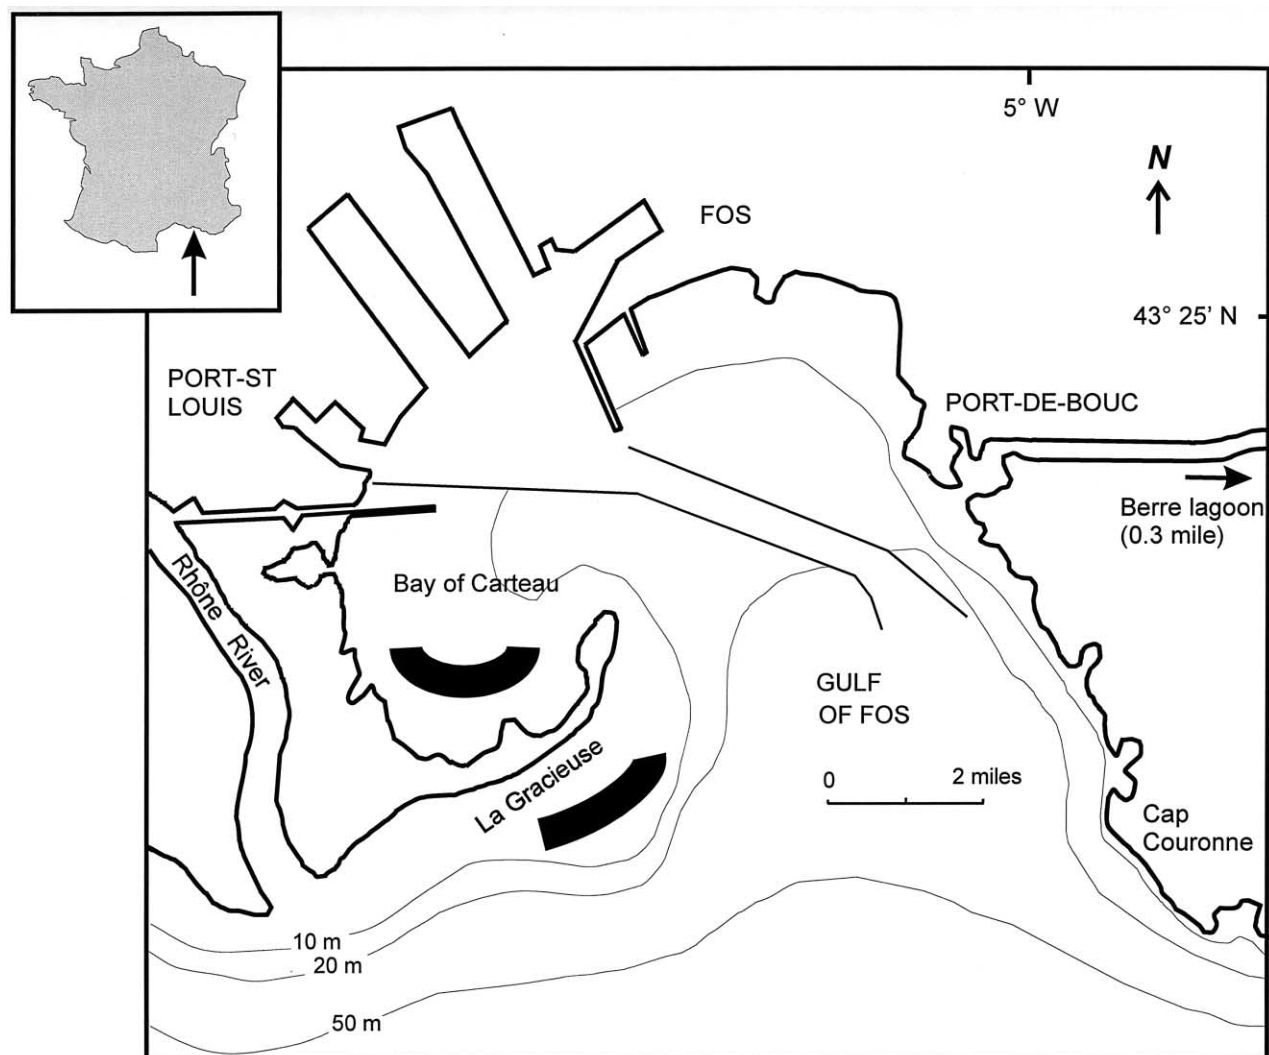 5° W
N
FOS
43° 25' N
PORT-ST
LOUIS
PORT-DE-BOUC
Berre lagoon
(0.3 mile)
Rhône River
Bay of Carteau
GULF
OF FOS
La Gracieuse
0 2 miles
Cap
Couronne
10 m
20 m
50 m